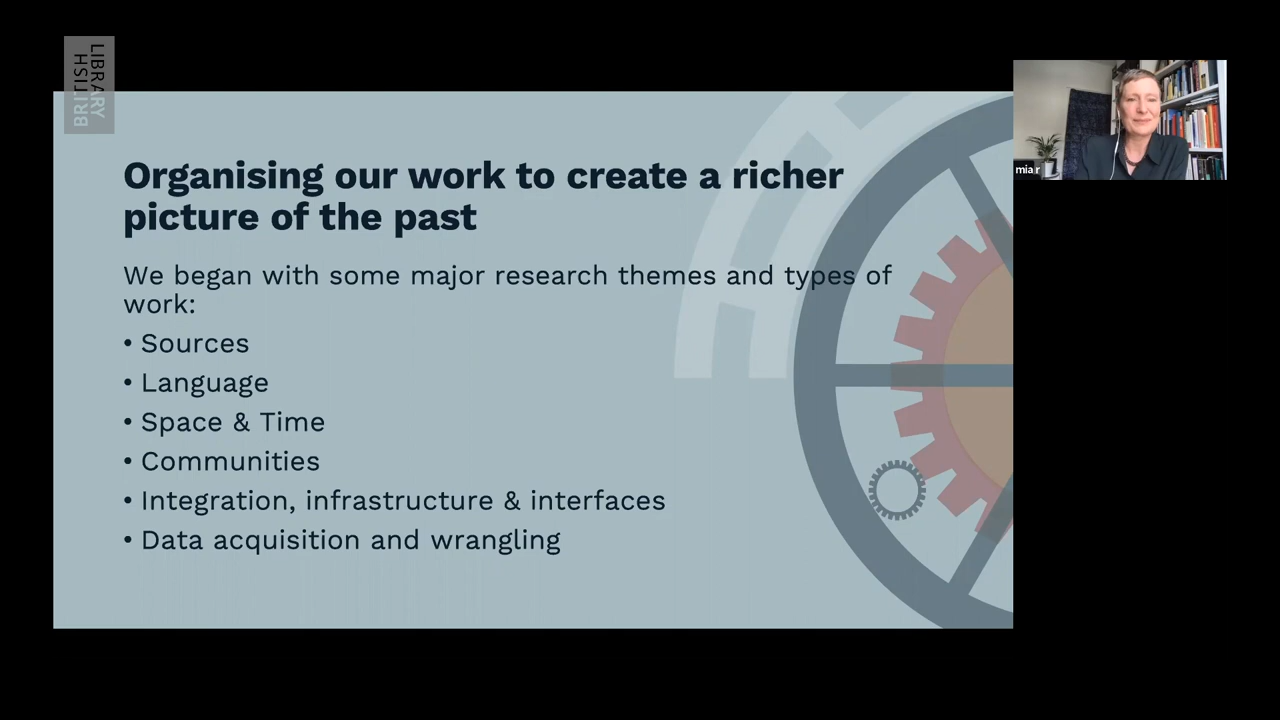 BRITISH
LIBRARY
Organising our work to create a richer
picture of the past
We began with some major research themes and types of
work:
• Sources
• Language
• Space & Time
• Communities
• Integration, infrastructure & interfaces
• Data acquisition and wrangling
mia r